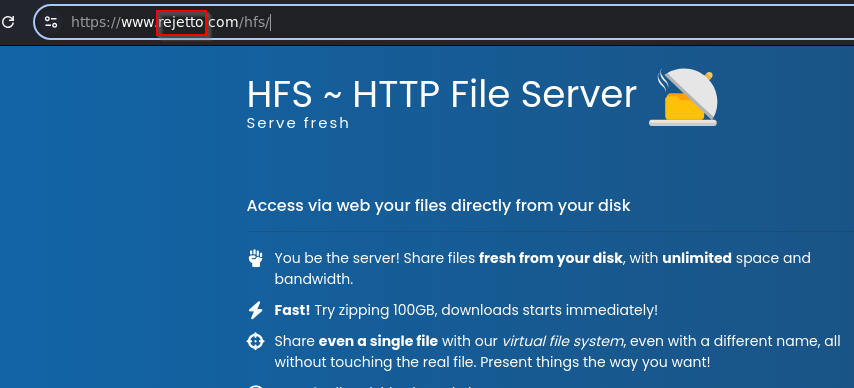 https://www.rejetto.com/hfs/
HFS ~ HTTP File Server
Serve fresh
Access via web your files directly from your disk
You be the server! Share files fresh from your disk, with unlimited space and
bandwidth.
Fast! Try zipping 100GB, downloads starts immediately!
Share even a single file with our virtual file system, even with a different name, all
without touching the real file. Present things the way you want!